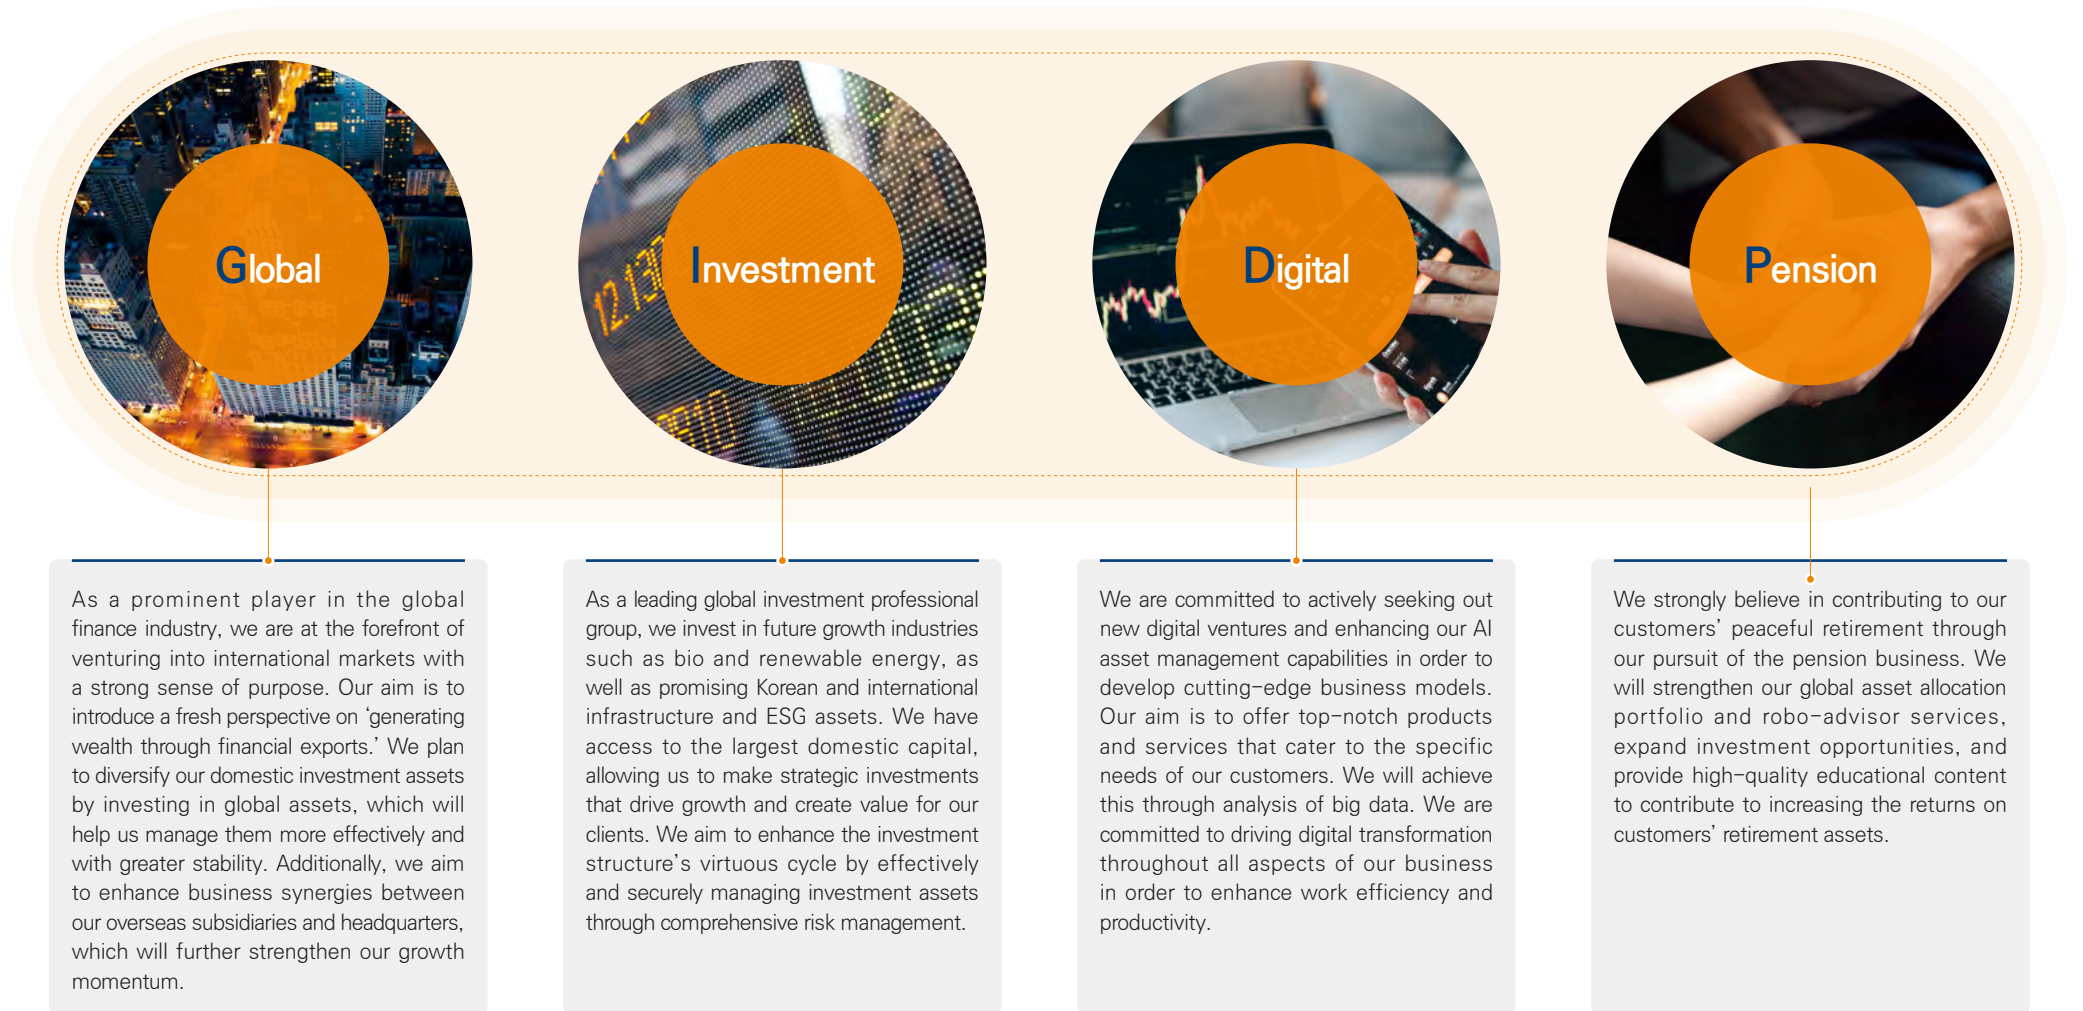 Global
Investment
Digital
Pension
12.130
As a prominent player in the global
finance industry, we are at the forefront of
venturing into international markets with
a strong sense of purpose. Our aim is to
introduce a fresh perspective on ‘generating
wealth through financial exports.’ We plan
to diversify our domestic investment assets
by investing in global assets, which will
help us manage them more effectively and
with greater stability. Additionally, we aim
to enhance business synergies between
our overseas subsidiaries and headquarters,
which will further strengthen our growth
momentum.
As a leading global investment professional
group, we invest in future growth industries
such as bio and renewable energy, as
well as promising Korean and international
infrastructure and ESG assets. We have
access to the largest domestic capital,
allowing us to make strategic investments
that drive growth and create value for our
clients. We aim to enhance the investment
structure’s virtuous cycle by effectively
and securely managing investment assets
through comprehensive risk management.
We are committed to actively seeking out
new digital ventures and enhancing our AI
asset management capabilities in order to
develop cutting-edge business models.
Our aim is to offer top-notch products
and services that cater to the specific
needs of our customers. We will achieve
this through analysis of big data. We are
committed to driving digital transformation
throughout all aspects of our business
in order to enhance work efficiency and
productivity.
We strongly believe in contributing to our
customers’ peaceful retirement through
our pursuit of the pension business. We
will strengthen our global asset allocation
portfolio and robo-advisor services,
expand investment opportunities, and
provide high-quality educational content
to contribute to increasing the returns on
customers’ retirement assets.